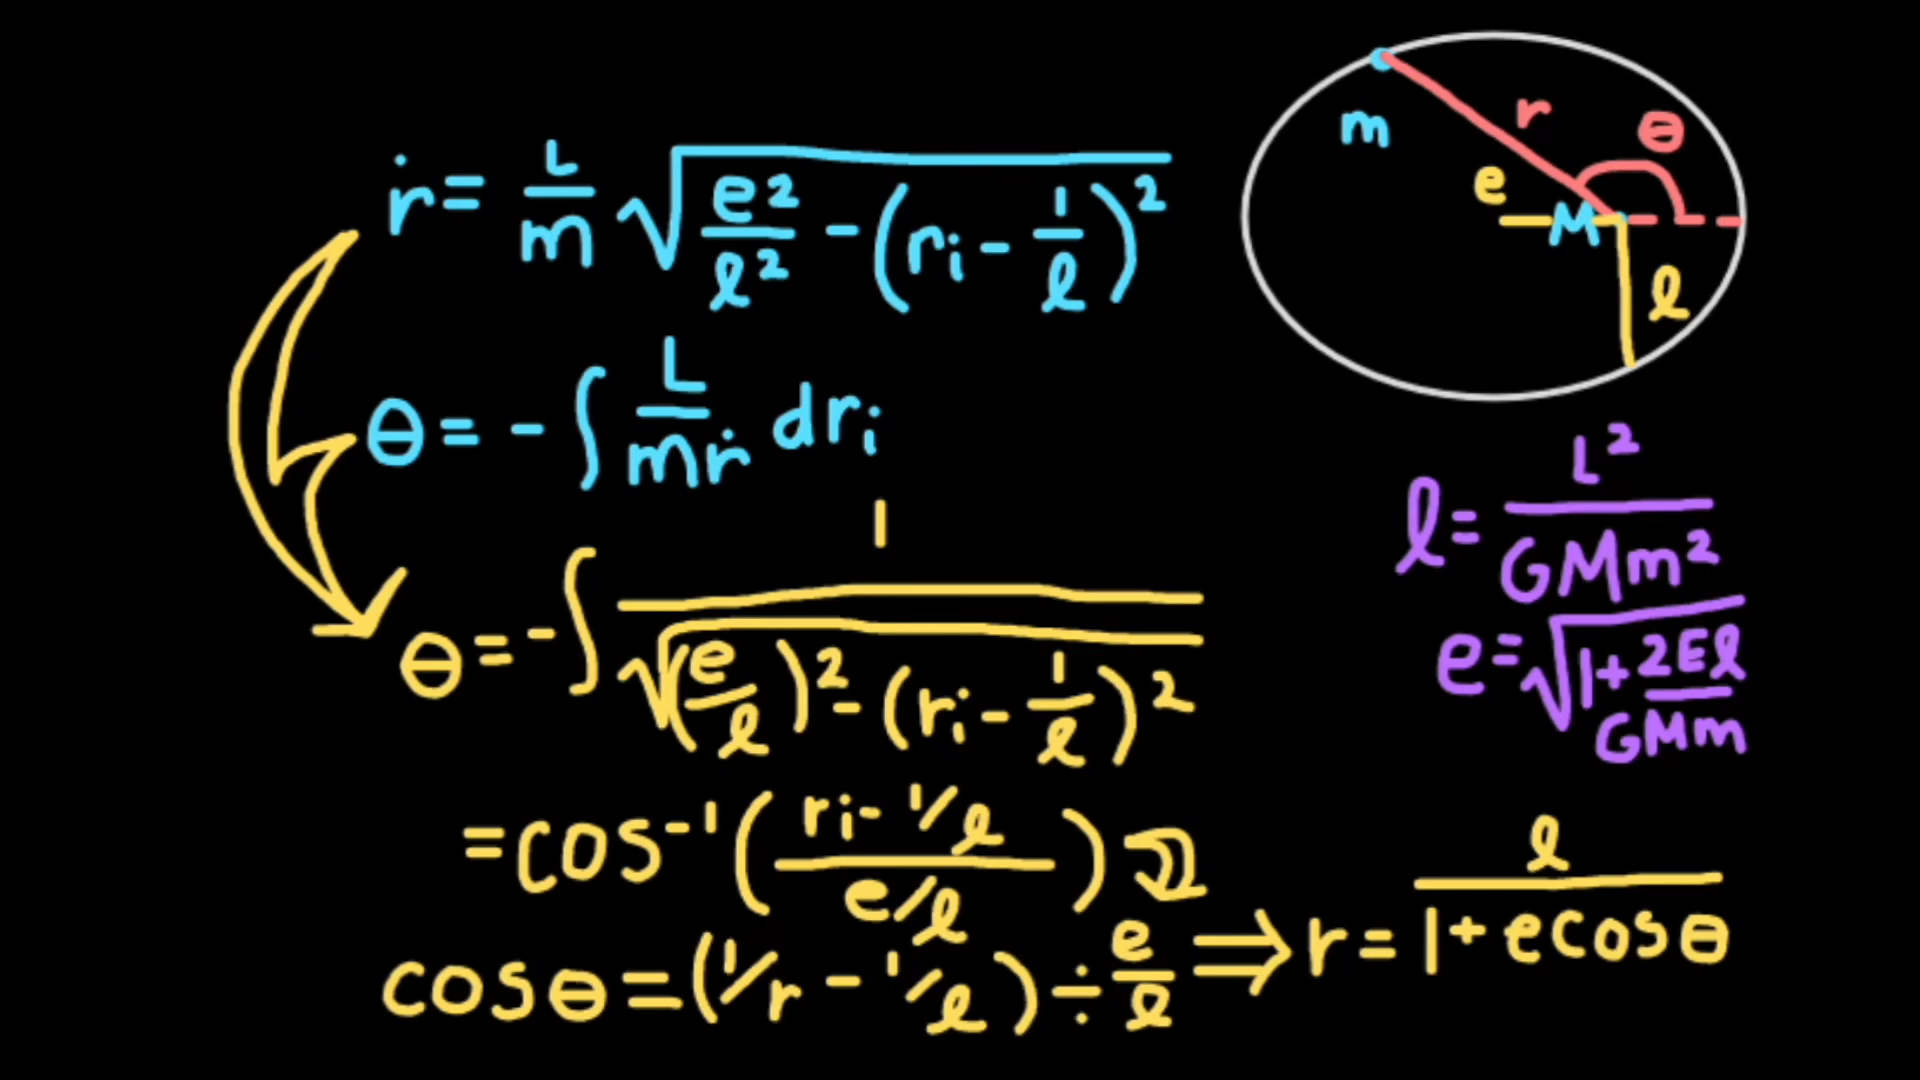 ṙ = L/m √(e²/ℓ² - (rᵢ - 1/ℓ)²)
θ = -∫ L/(mṙ) drᵢ
θ = -∫ 1/√((e/ℓ)² - (rᵢ - 1/ℓ)²)
= cos⁻¹((rᵢ - 1/ℓ)/(e/ℓ))
cosθ = (1/r - 1/ℓ) ÷ e/ℓ ⇒ r = ℓ/(1 + ecosθ)
m
r
θ
e
M
ℓ
ℓ = L²/(GMm²)
e = √(1 + 2Eℓ/(GMm))